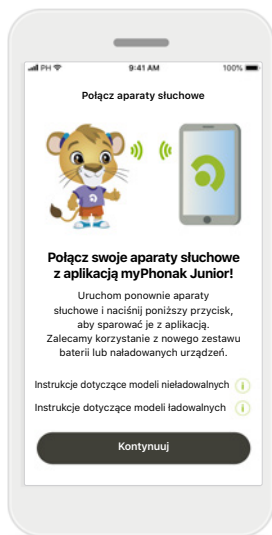 PH 9:41 AM 100%
Połącz aparaty słuchowe
Połącz swoje aparaty słuchowe
z aplikacją myPhonak Junior!
Uruchom ponownie aparaty
słuchowe i naciśnij poniższy przycisk,
aby sparować je z aplikacją.
Zalecamy korzystanie z nowego zestawu
baterii lub naładowanych urządzeń.
Instrukcje dotyczące modeli nieładowalnych i
Instrukcje dotyczące modeli ładowalnych i
Kontynuuj